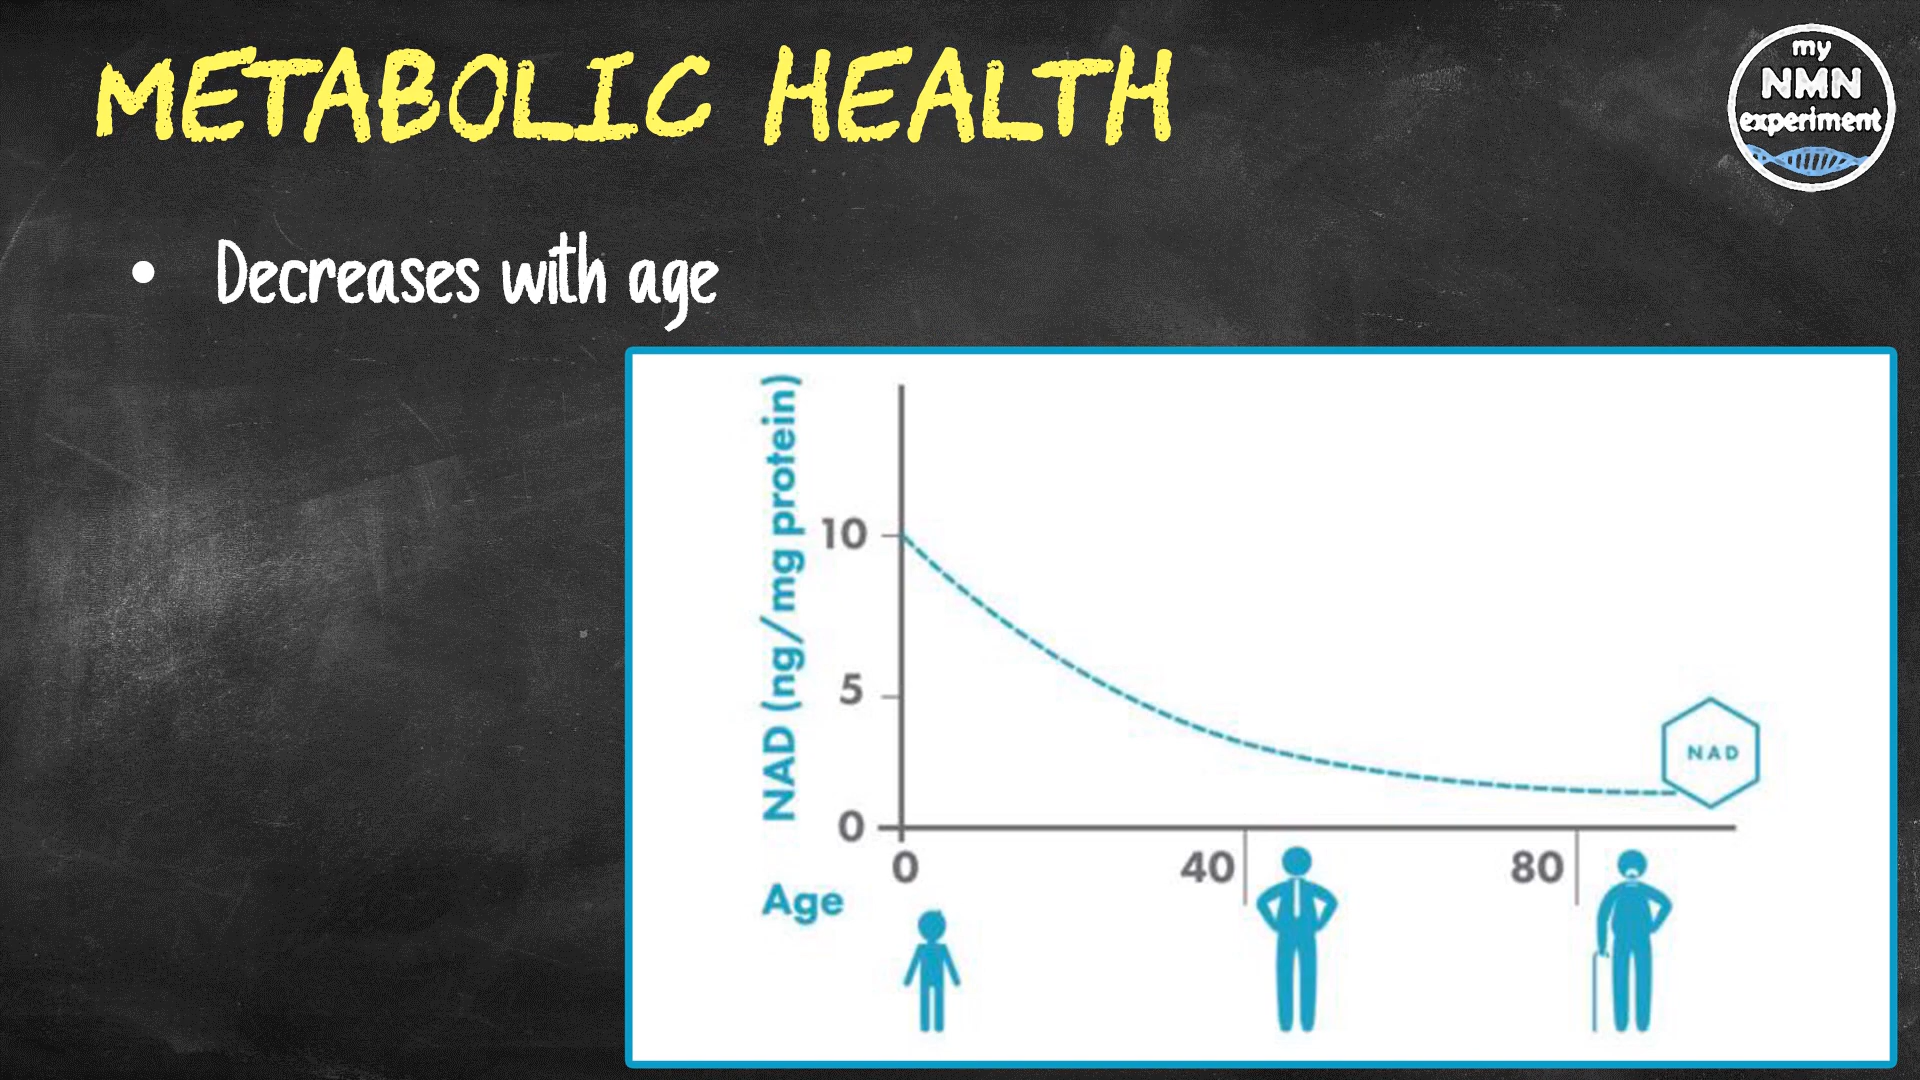 METABOLIC HEALTH
my
NMN
experiment
• Decreases with age
NAD (ng/mg protein)
10
5
0
0
40
80
Age
NAD